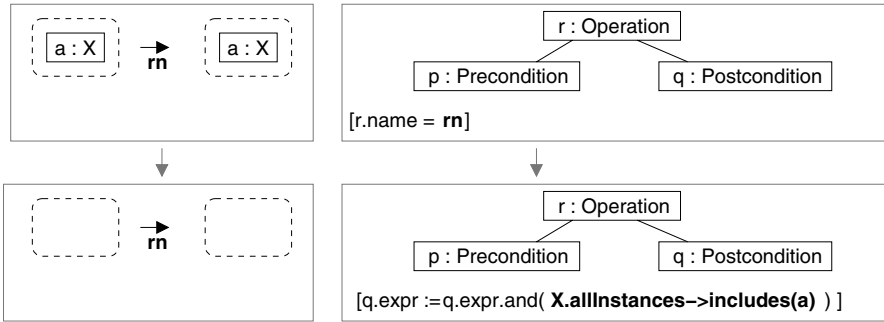 a : X
a : X
rn
r : Operation
p : Precondition
q : Postcondition
[r.name = rn]
rn
r : Operation
p : Precondition
q : Postcondition
[q.expr :=q.expr.and( X.allInstances->includes(a) ) ]